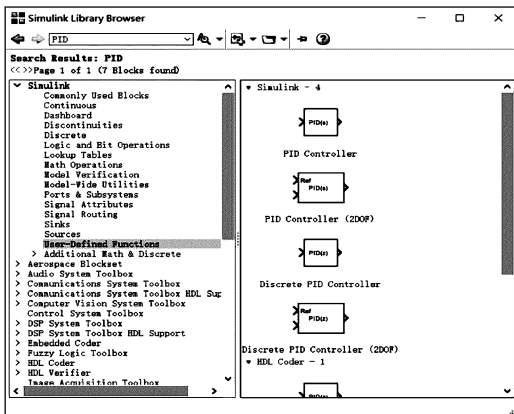 Simulink Library Browser
PID
Search Results: PID
<<>>Page 1 of 1 (7 Blocks found)
Simulink
Commonly Used Blocks
Continuous
Dashboard
Discontinuities
Discrete
Logic and Bit Operations
Lookup Tables
Math Operations
Model Verification
Model-Wide Utilities
Ports & Subsystems
Signal Attributes
Signal Routing
Sinks
Sources
User-Defined Functions
> Additional Math & Discrete
> Aerospace Blockset
> Audio System Toolbox
> Communications System Toolbox
> Communications System Toolbox HDL Sup
> Computer Vision System Toolbox
Control System Toolbox
> DSP System Toolbox
> DSP System Toolbox HDL Support
> Embedded Coder
> Fuzzy Logic Toolbox
> HDL Coder
> HDL Verifier
Image Acquisition Toolbox
Simulink - 4
PID(s)
PID Controller
Ref
PID(s)
PID Controller (2DOF)
PID(z)
Discrete PID Controller
Ref
PID(z)
Discrete PID Controller (2DOF)
HDL Coder - 1